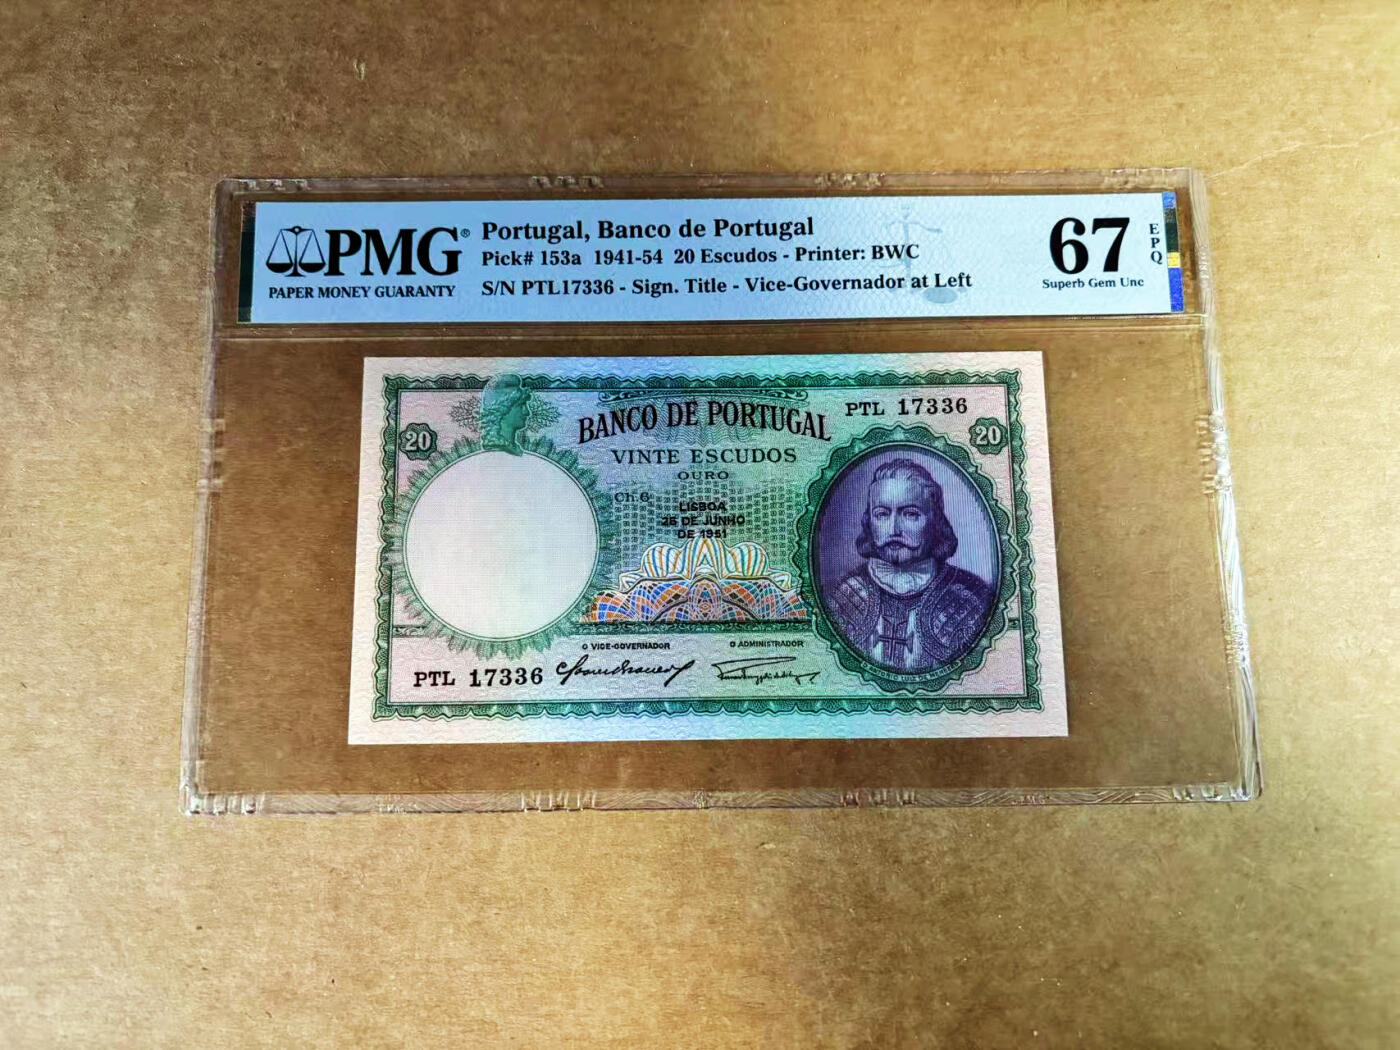 PMG®
PAPER MONEY GUARANTY
Portugal, Banco de Portugal
Pick# 153a 1941-54 20 Escudos - Printer: BWC
S/N PTL17336 - Sign. Title - Vice-Governador at Left
67
EPQ
Superb Gem Unc
BANCO DE PORTUGAL
PTL 17336
20
20
VINTE ESCUDOS
OURO
Ch. 6
LISBOA
26 DE JUNHO
DE 1951
O VICE-GOVERNADOR
O ADMINISTRADOR
PTL 17336